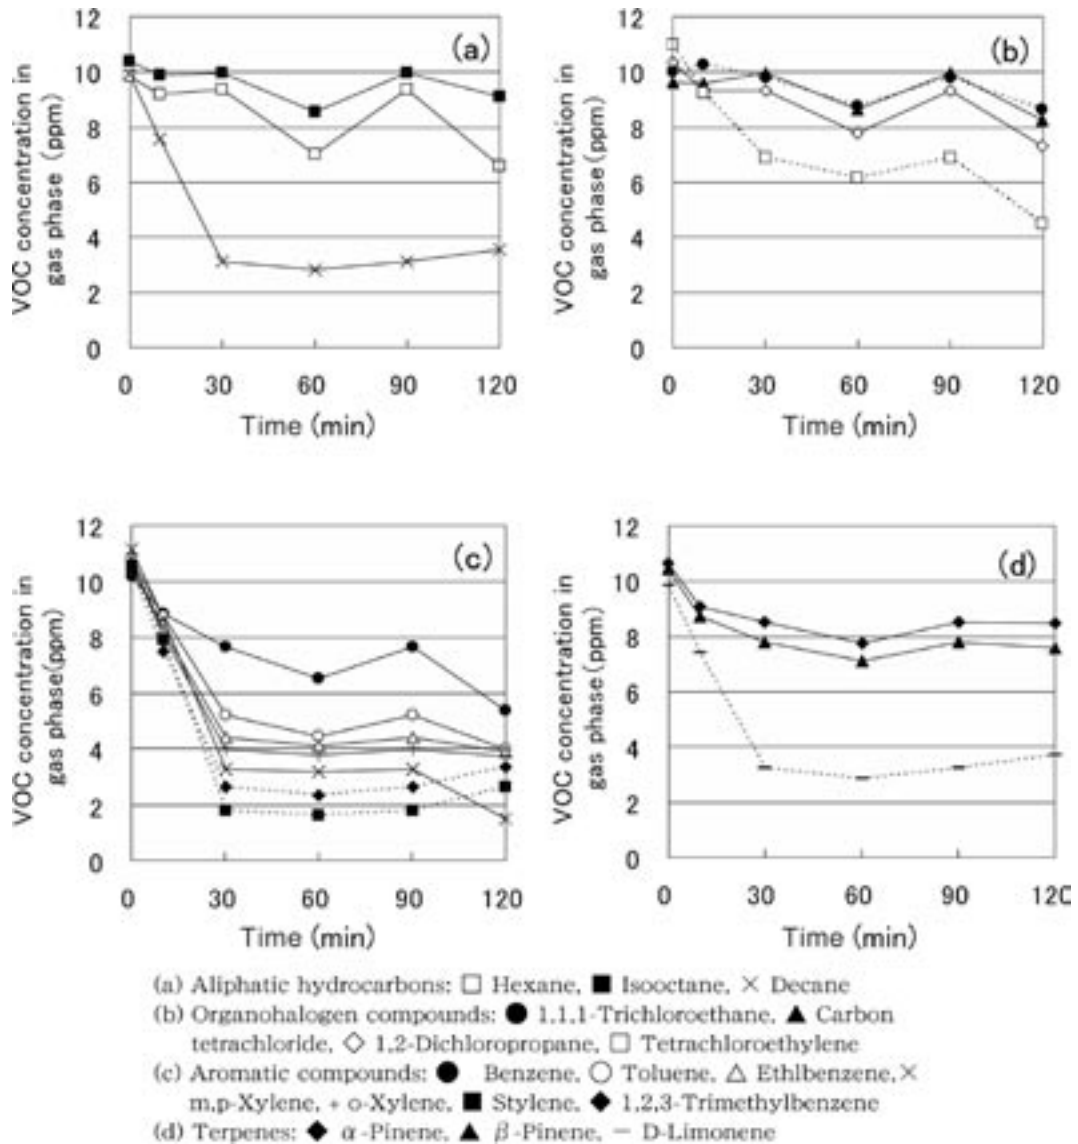 12
10
8
6
4
2
0
(a)
VOC concentration in
gas phase (ppm)
0 30 60 90 120
Time (min)
12
10
8
6
4
2
0
(b)
VOC concentration in
gas phase (ppm)
0 30 60 90 120
Time (min)
12
10
8
6
4
2
0
(c)
VOC concentration in
gas phase(ppm)
0 30 60 90 120
Time (min)
12
10
8
6
4
2
0
(d)
VOC concentration in
gas phase (ppm)
0 30 60 90 120
Time (min)
(a) Aliphatic hydrocarbons: □ Hexane, ■ Isooctane, × Decane
(b) Organohalogen compounds: ● 1,1,1-Trichloroethane, ▲ Carbon
tetrachloride, ◇ 1,2-Dichloropropane, □ Tetrachloroethylene
(c) Aromatic compounds: ● Benzene, ○ Toluene, △ Ethlbenzene, ×
m,p-Xylene, + o-Xylene, ■ Stylene, ◆ 1,2,3-Trimethylbenzene
(d) Terpenes: ◆ α-Pinene, ▲ β-Pinene, − D-Limonene